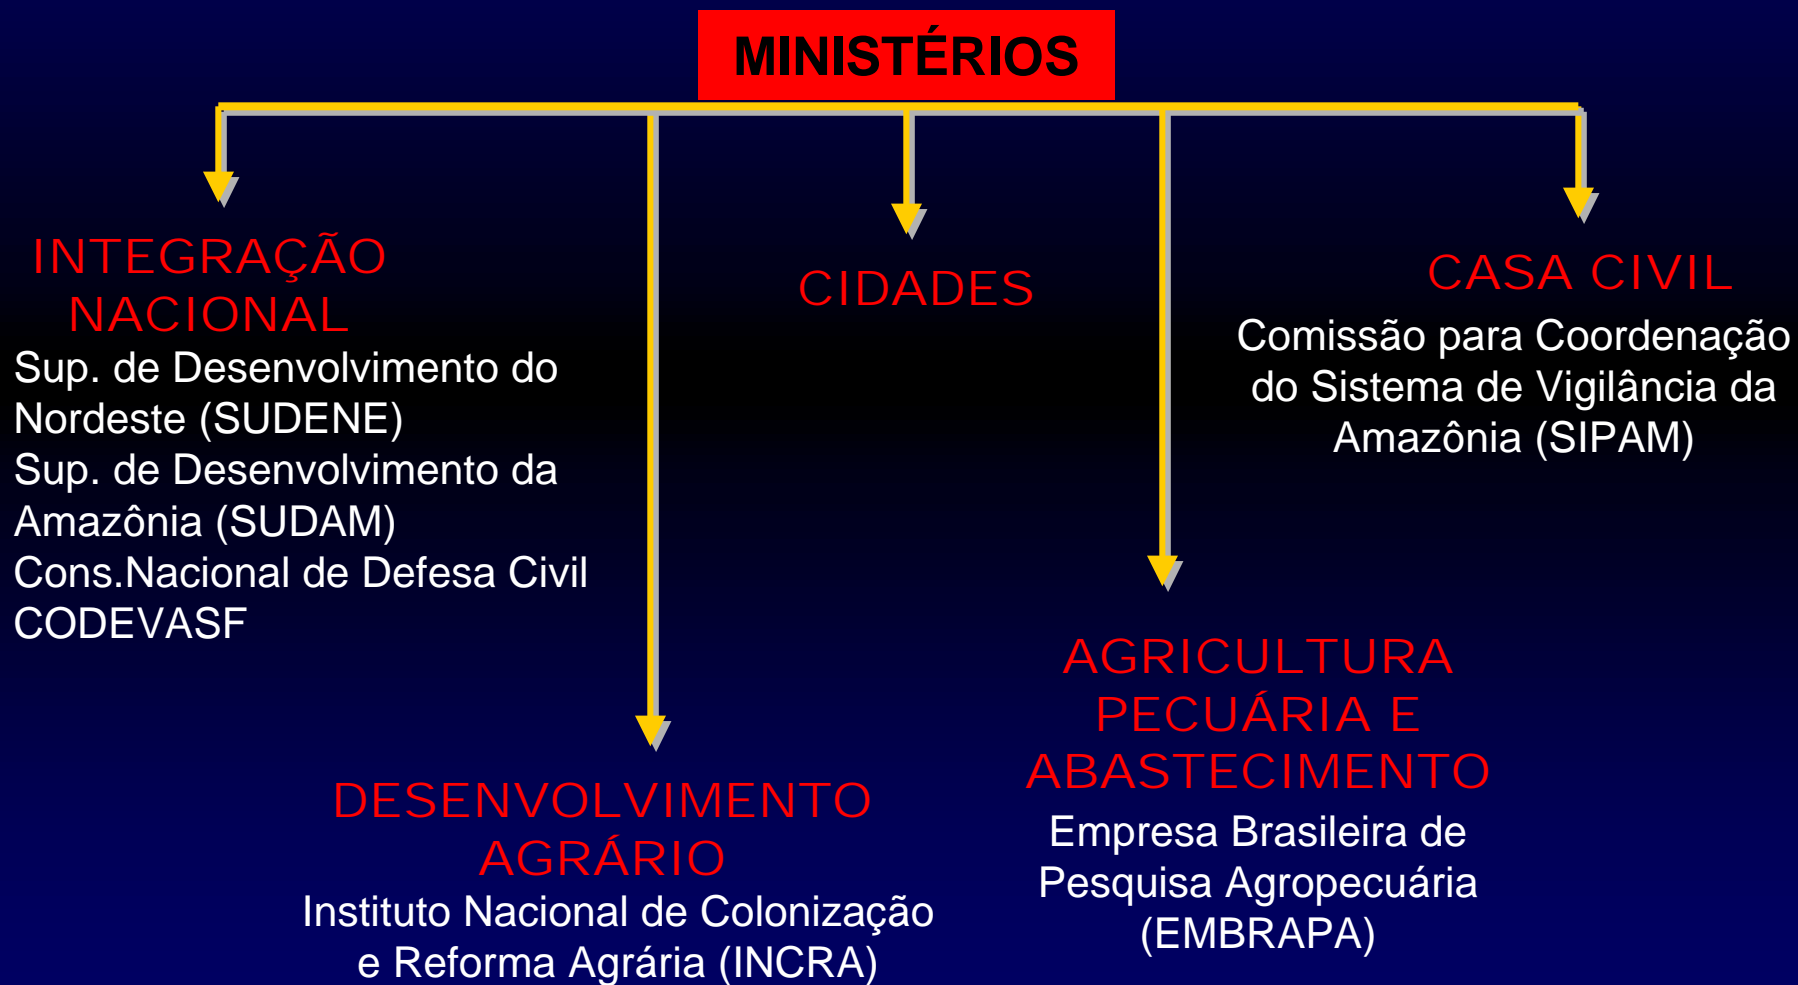 MINISTÉRIOS
INTEGRAÇÃO
NACIONAL
Sup. de Desenvolvimento do
Nordeste (SUDENE)
Sup. de Desenvolvimento da
Amazônia (SUDAM)
Cons.Nacional de Defesa Civil
CODEVASF
DESENVOLVIMENTO
AGRÁRIO
Instituto Nacional de Colonização
e Reforma Agrária (INCRA)
CIDADES
AGRICULTURA
PECUÁRIA E
ABASTECIMENTO
Empresa Brasileira de
Pesquisa Agropecuária
(EMBRAPA)
CASA CIVIL
Comissão para Coordenação
do Sistema de Vigilância da
Amazônia (SIPAM)